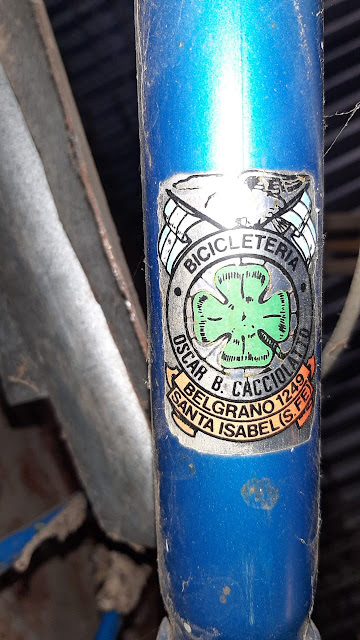 BICICLETERIA
OSCAR B. CACCIOLATTO
BELGRANO 1249
SANTA ISABEL (S. FE)